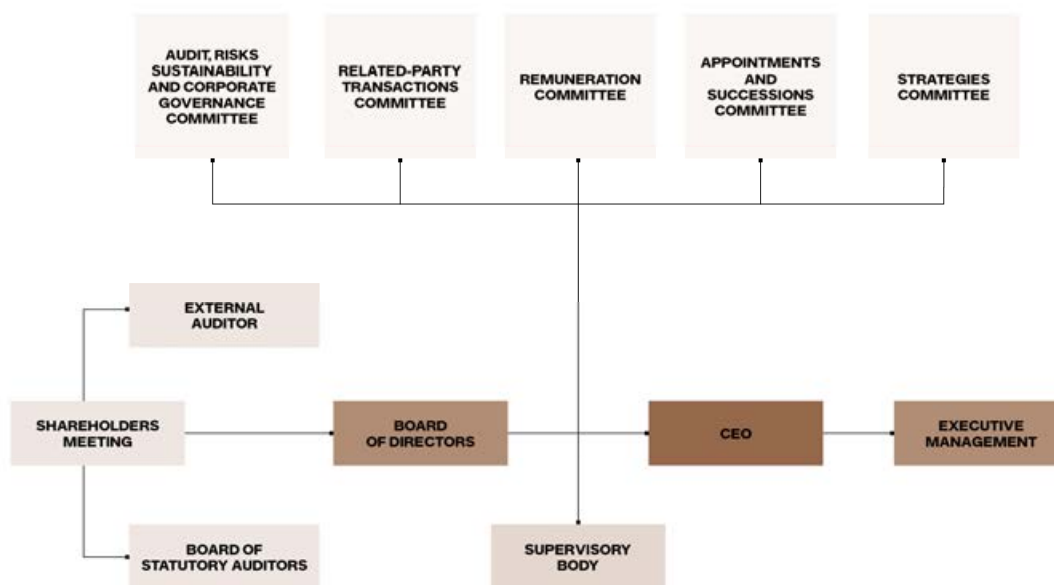 AUDIT, RISKS
SUSTAINABILITY
AND CORPORATE
GOVERNANCE
COMMITTEE
RELATED-PARTY
TRANSACTIONS
COMMITTEE
REMUNERATION
COMMITTEE
APPOINTMENTS
AND
SUCCESSIONS
COMMITTEE
STRATEGIES
COMMITTEE
EXTERNAL
AUDITOR
SHAREHOLDERS
MEETING
BOARD
OF DIRECTORS
CEO
EXECUTIVE
MANAGEMENT
BOARD OF
STATUTORY AUDITORS
SUPERVISORY
BODY